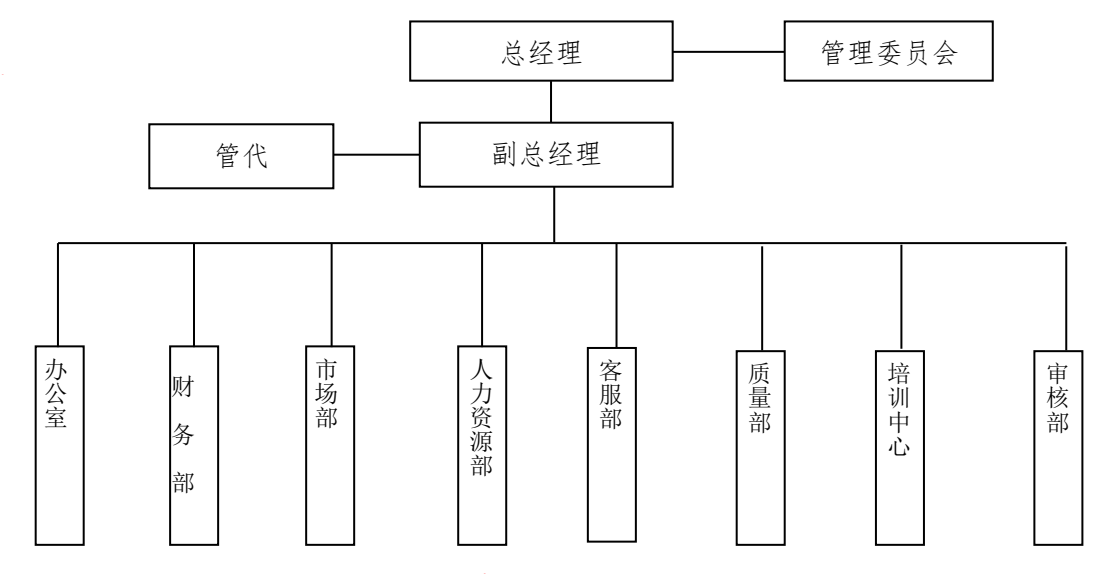 总经理
管理委员会
管代
副总经理
办公室
财务部
市场部
人力资源部
客服部
质量部
培训中心
审核部